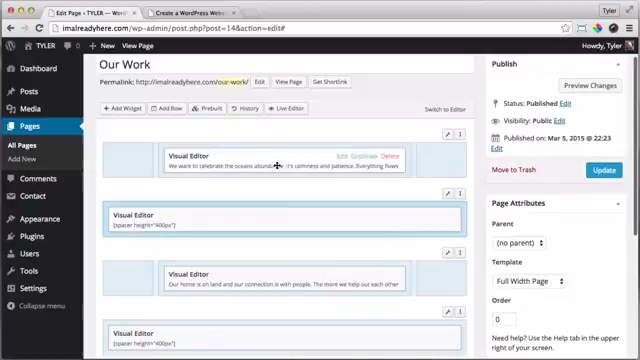 Edit Page ‹ TYLER — Wor
Create a WordPress Websit
imalreadyhere.com/wp-admin/post.php?post=14&action=edit#
Tyler
TYLER
New
View Page
Howdy, Tyler
Dashboard
Posts
Media
Pages
All Pages
Add New
Comments
Contact
Appearance
Plugins
Users
Tools
Settings
Collapse menu
Our Work
Permalink: http://imalreadyhere.com/our-work/ Edit View Page Get Shortlink
Add Widget Add Row Prebuilt History Live Editor
Switch to Editor
Visual Editor
Edit Duplicate Delete
We want to celebrate the oceans abundance, it's calmness and patience. Everything flows
Visual Editor
[spacer height="400px"]
Visual Editor
Our home is on land and our connection is with people. The more we help out each other
Visual Editor
[spacer height="400px"]
Publish
Preview Changes
Status: Published Edit
Visibility: Public Edit
Published on: Mar 5, 2015 @ 22:23
Edit
Move to Trash
Update
Page Attributes
Parent
(no parent)
Template
Full Width Page
Order
0
Need help? Use the Help tab in the upper
right of your screen.